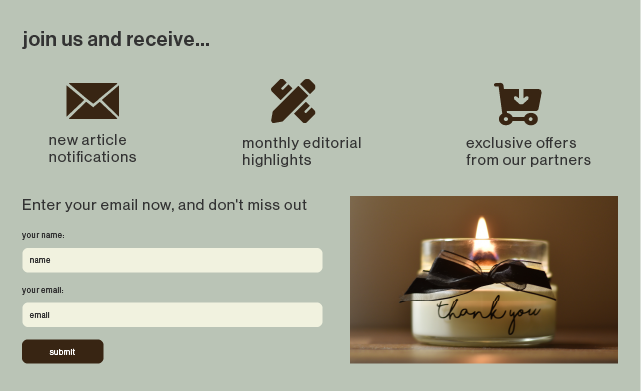 join us and receive...
new article
notifications
monthly editorial
highlights
exclusive offers
from our partners
Enter your email now, and don't miss out
your name:
name
your email:
email
submit
thank you